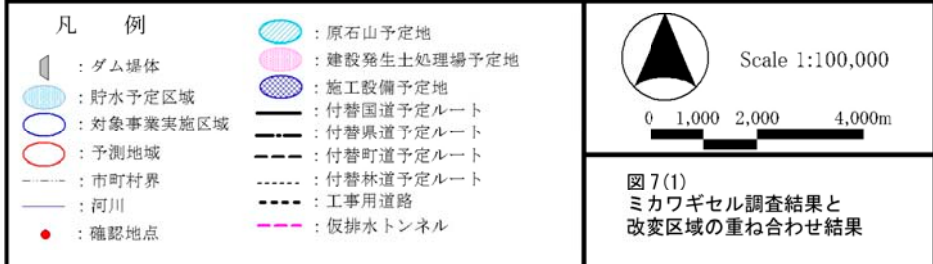 凡 例
：ダム堤体
：貯水予定区域
：対象事業実施区域
：予測地域
：市町村界
：河川
：確認地点
：原石山予定地
：建設発生土処理場予定地
：施工設備予定地
：付替国道予定ルート
：付替県道予定ルート
：付替町道予定ルート
：付替林道予定ルート
：工事用道路
：仮排水トンネル
Scale 1:100,000
0 1,000 2,000 4,000m
図7(1)
ミカワギセル調査結果と
改変区域の重ね合わせ結果